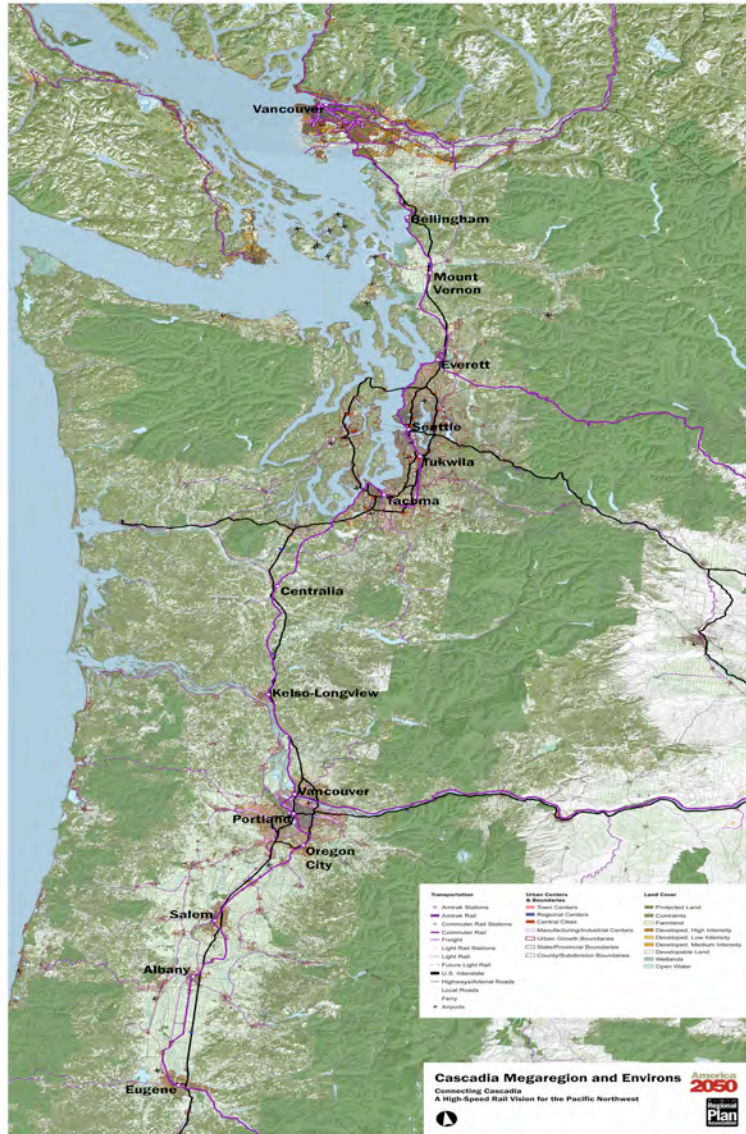 Vancouver
Bellingham
Mount
Vernon
Everett
Seattle
Tukwila
Tacoma
Centralia
Kelso-Longview
Vancouver
Portland
Oregon
City
Salem
Albany
Eugene
Transportation
Amtrak Stations
Amtrak Rail
Commuter Rail Stations
Commuter Rail
Freight
Light Rail Stations
Light Rail
Future Light Rail
U.S. Interstate
Highways/Arterial Roads
Local Roads
Ferry
Airports
Urban Centers
& Boundaries
Town Centers
Regional Centers
Central Cities
Manufacturing/Industrial Centers
Urban Growth Boundaries
State/Provincial Boundaries
County/Subdivision Boundaries
Land Cover
Protected Land
Contraints
Farmland
Developed, High Intensity
Developed, Low Intensity
Developed, Medium Intensity
Developable Land
Wetlands
Open Water
Cascadia Megaregion and Environs
Connecting Cascadia
A High-Speed Rail Vision for the Pacific Northwest
America
2050
Regional
Plan